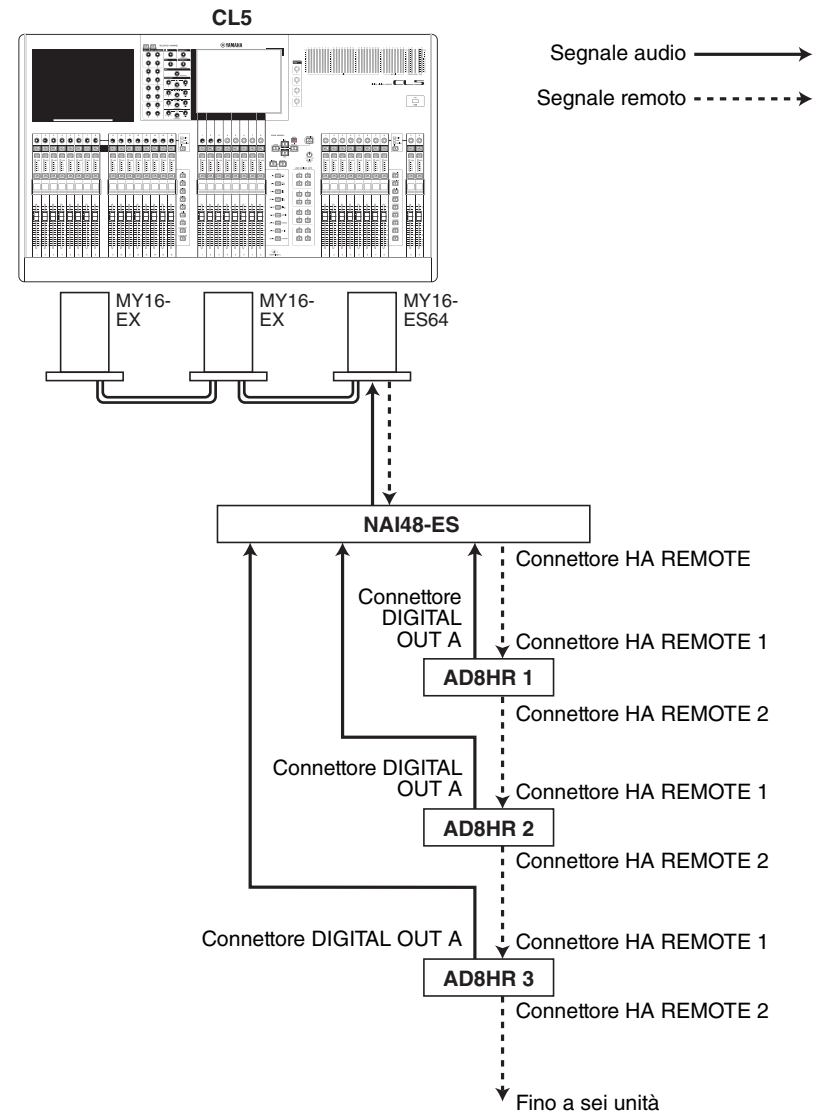 CL5
Segnale audio
Segnale remoto
YAMAHA
MY16-
EX
MY16-
EX
MY16-
ES64
NAI48-ES
Connettore HA REMOTE
Connettore
DIGITAL
OUT A
Connettore HA REMOTE 1
AD8HR 1
Connettore HA REMOTE 2
Connettore DIGITAL
OUT A
Connettore HA REMOTE 1
AD8HR 2
Connettore HA REMOTE 2
Connettore DIGITAL OUT A
Connettore HA REMOTE 1
AD8HR 3
Connettore HA REMOTE 2
Fino a sei unità